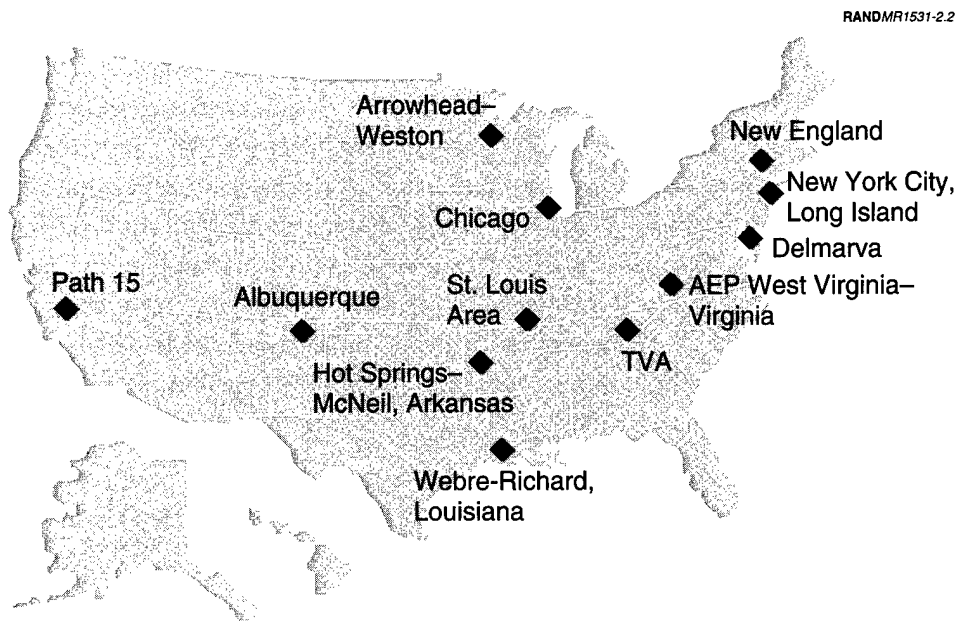 RANDMR1531-2.2
Arrowhead–
Weston
New England
New York City,
Long Island
Chicago
Delmarva
Path 15
Albuquerque
St. Louis
Area
AEP West Virginia–
Virginia
TVA
Hot Springs–
McNeil, Arkansas
Webre-Richard,
Louisiana